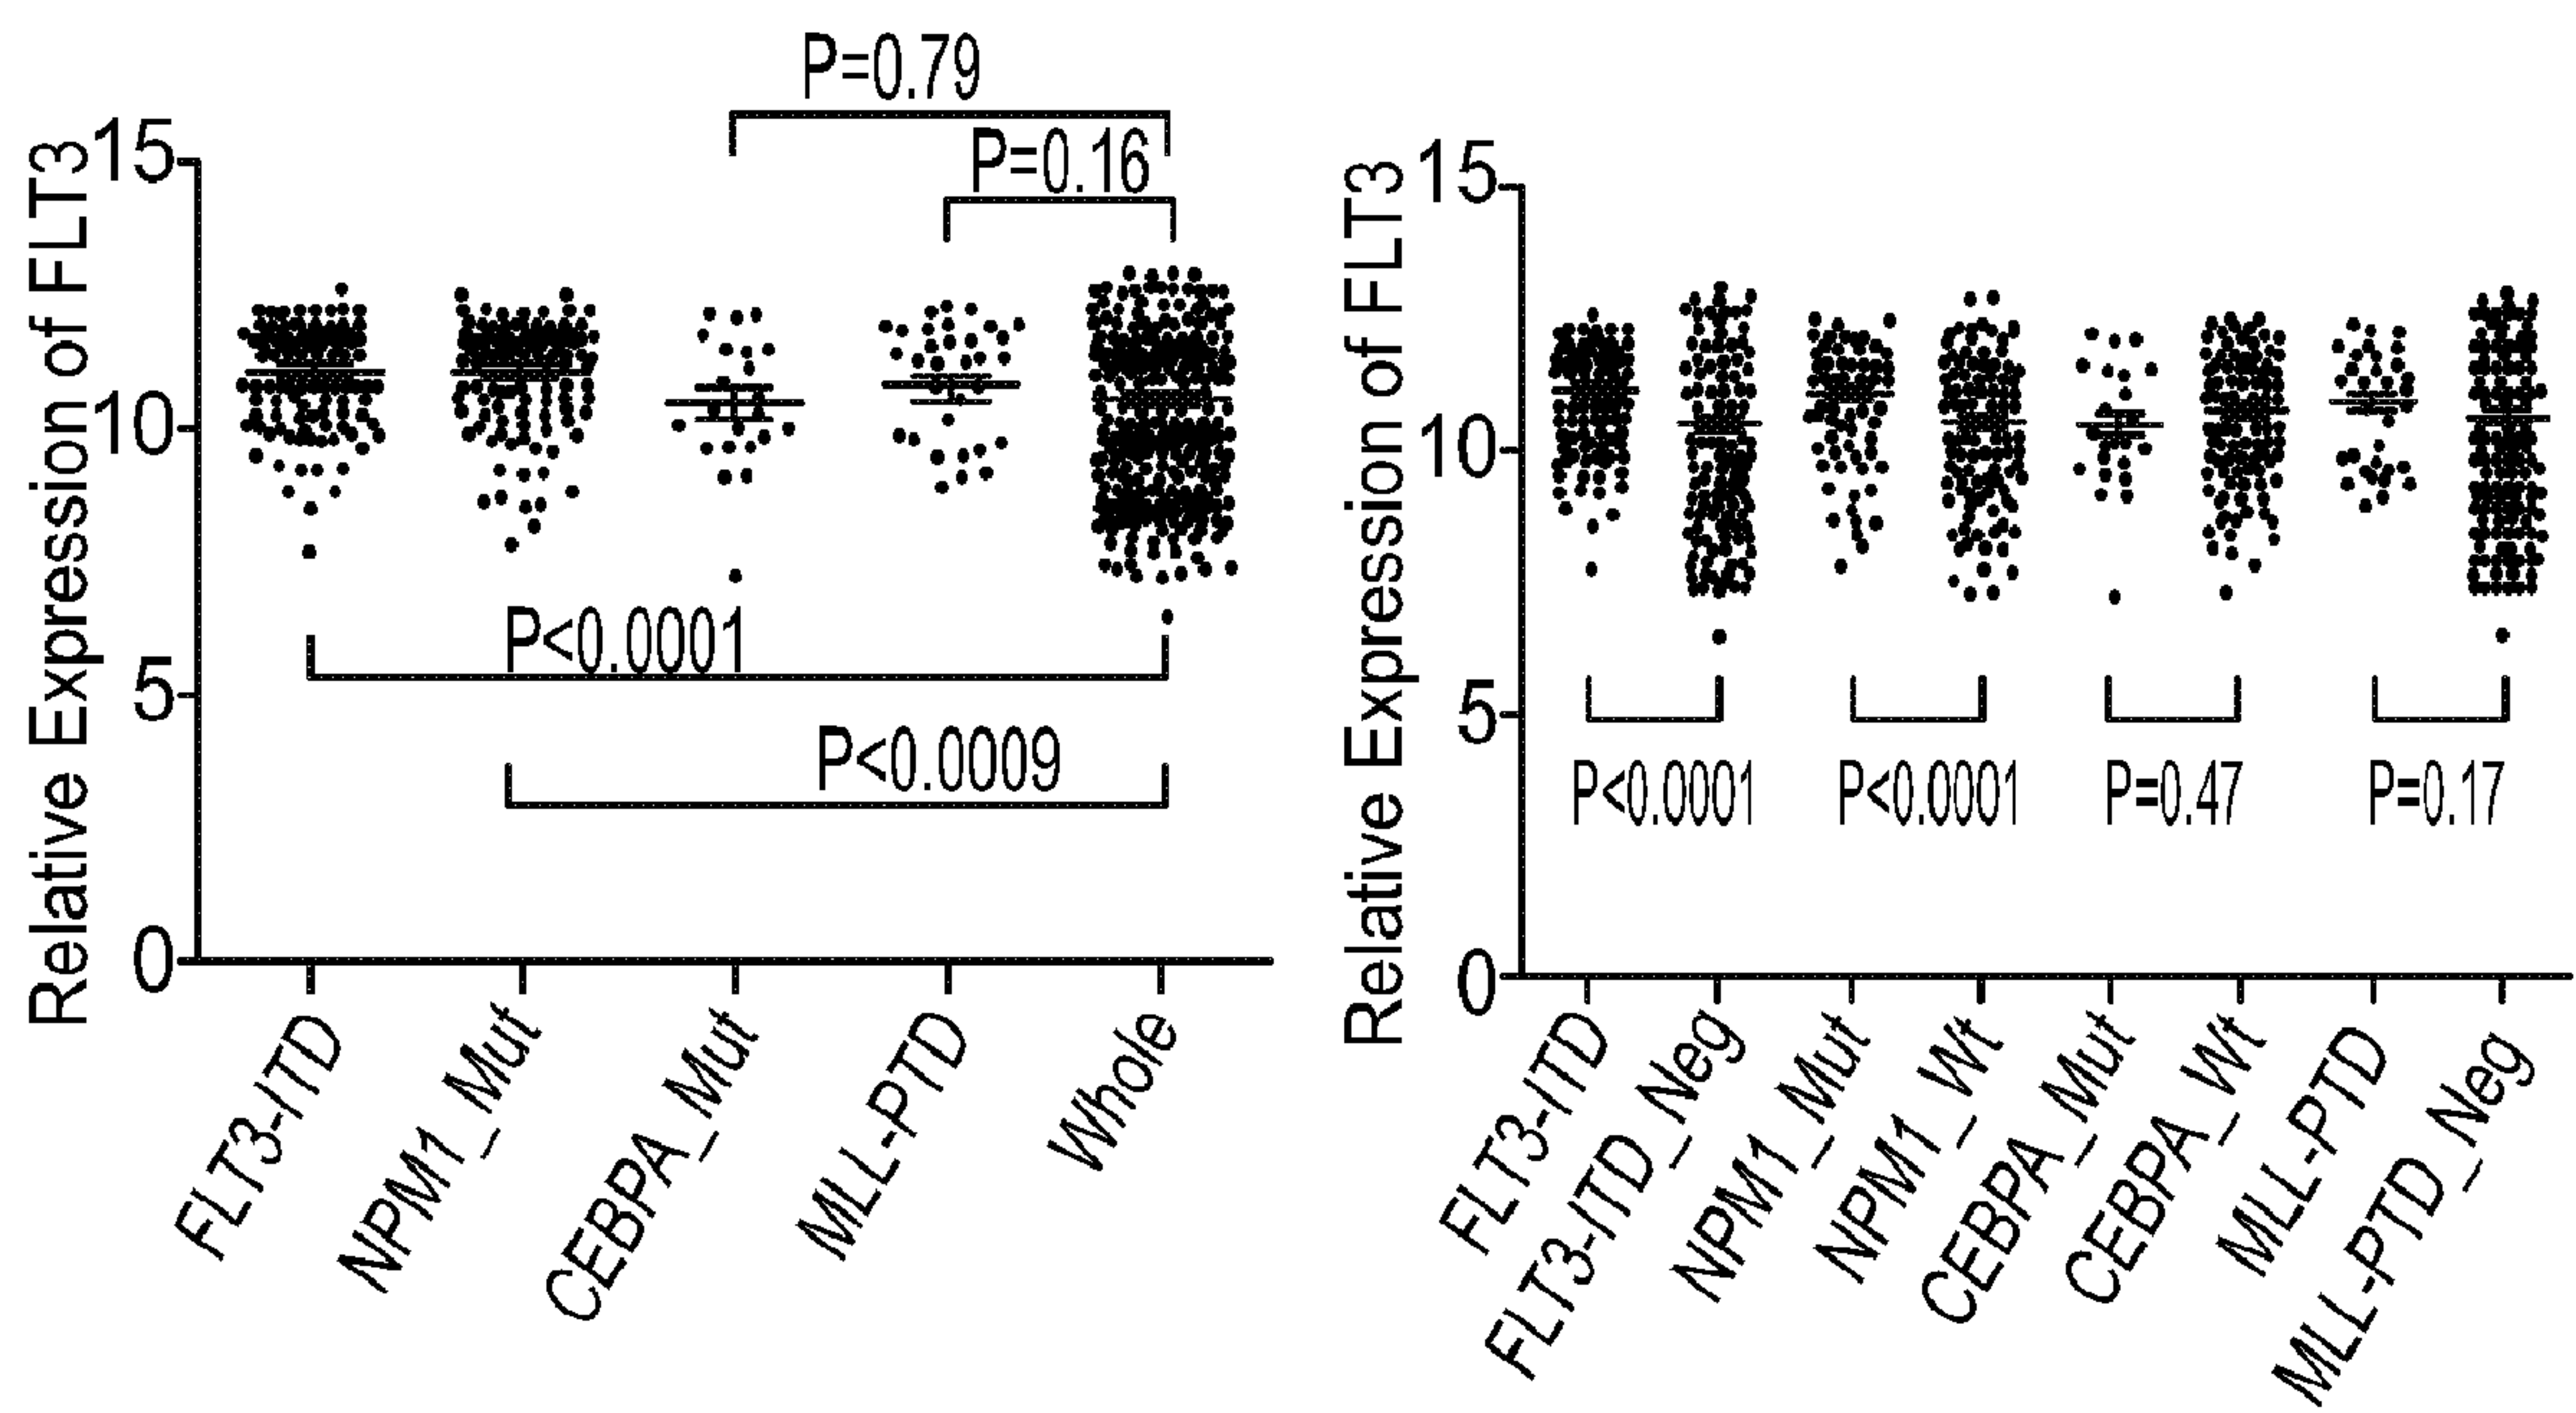 P=0.79
P=0.16
Relative Expression of FLT3
15
10
5
0
P<0.0001
P<0.0009
FLT3-ITD
NPM1_Mut
CEBPA_Mut
MLL-PTD
Whole
Relative Expression of FLT3
15
10
5
0
P<0.0001
P<0.0001
P=0.47
P=0.17
FLT3-ITD
FLT3-ITD_Neg
NPM1_Mut
NPM1_Wt
CEBPA_Mut
CEBPA_Wt
MLL-PTD
MLL-PTD_Neg